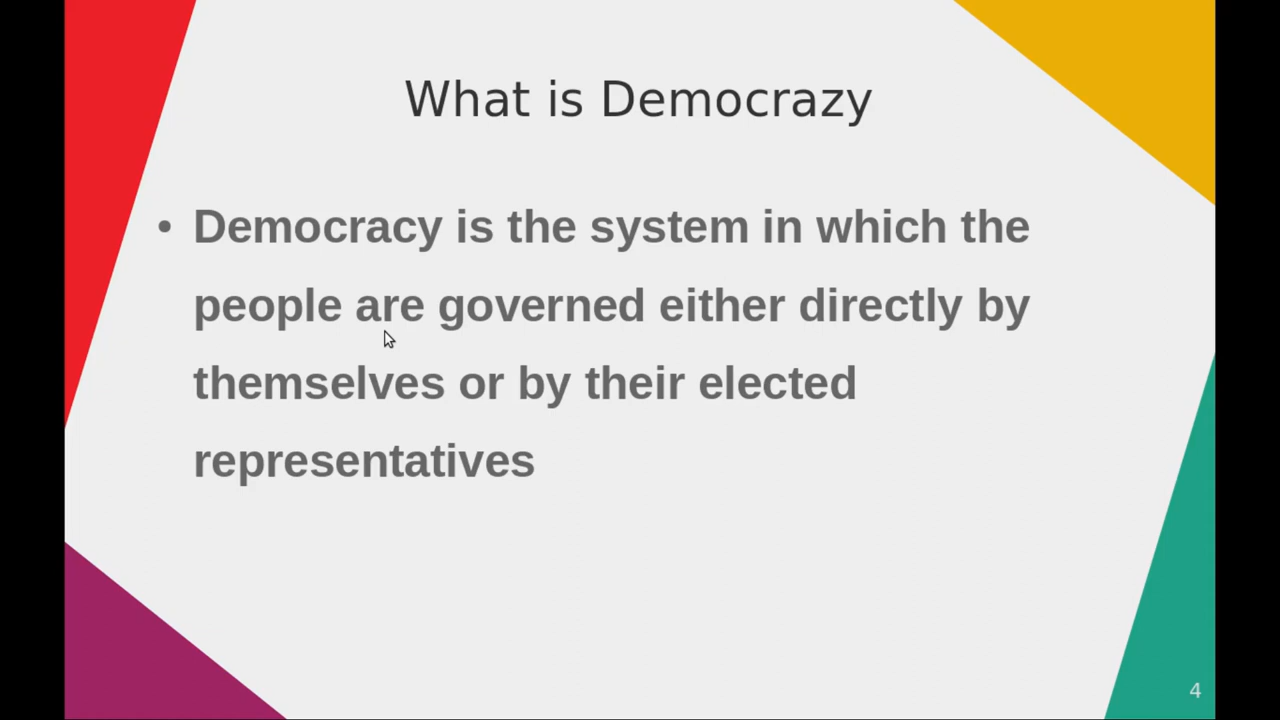 What is Democrazy
• Democracy is the system in which the
people are governed either directly by
themselves or by their elected
representatives
4